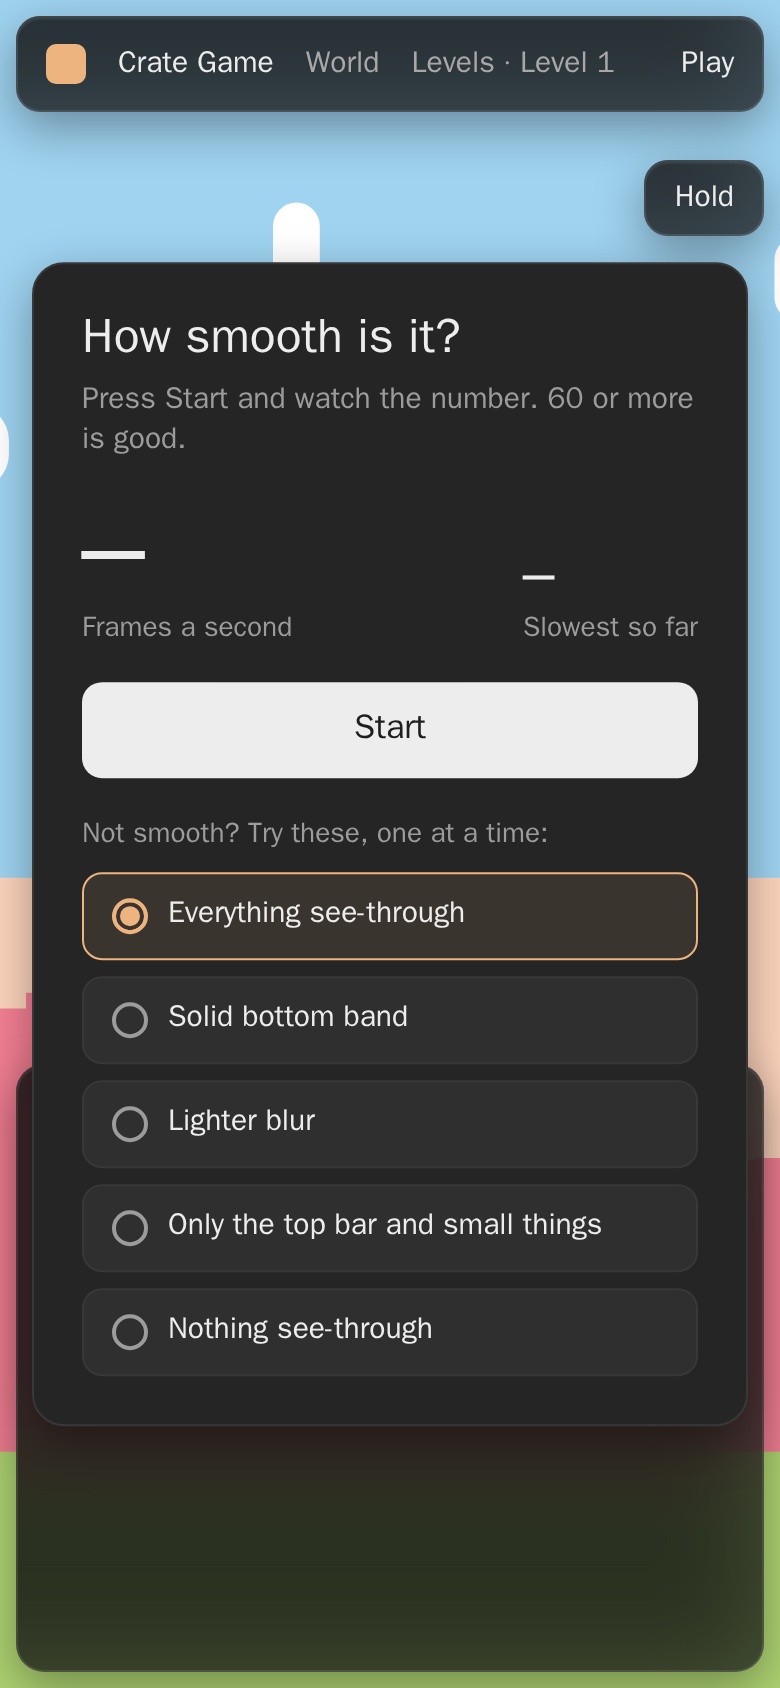 Crate Game World Levels · Level 1 Play
Hold
How smooth is it?
Press Start and watch the number. 60 or more
is good.
— –
Frames a second Slowest so far
Start
Not smooth? Try these, one at a time:
Everything see-through
Solid bottom band
Lighter blur
Only the top bar and small things
Nothing see-through